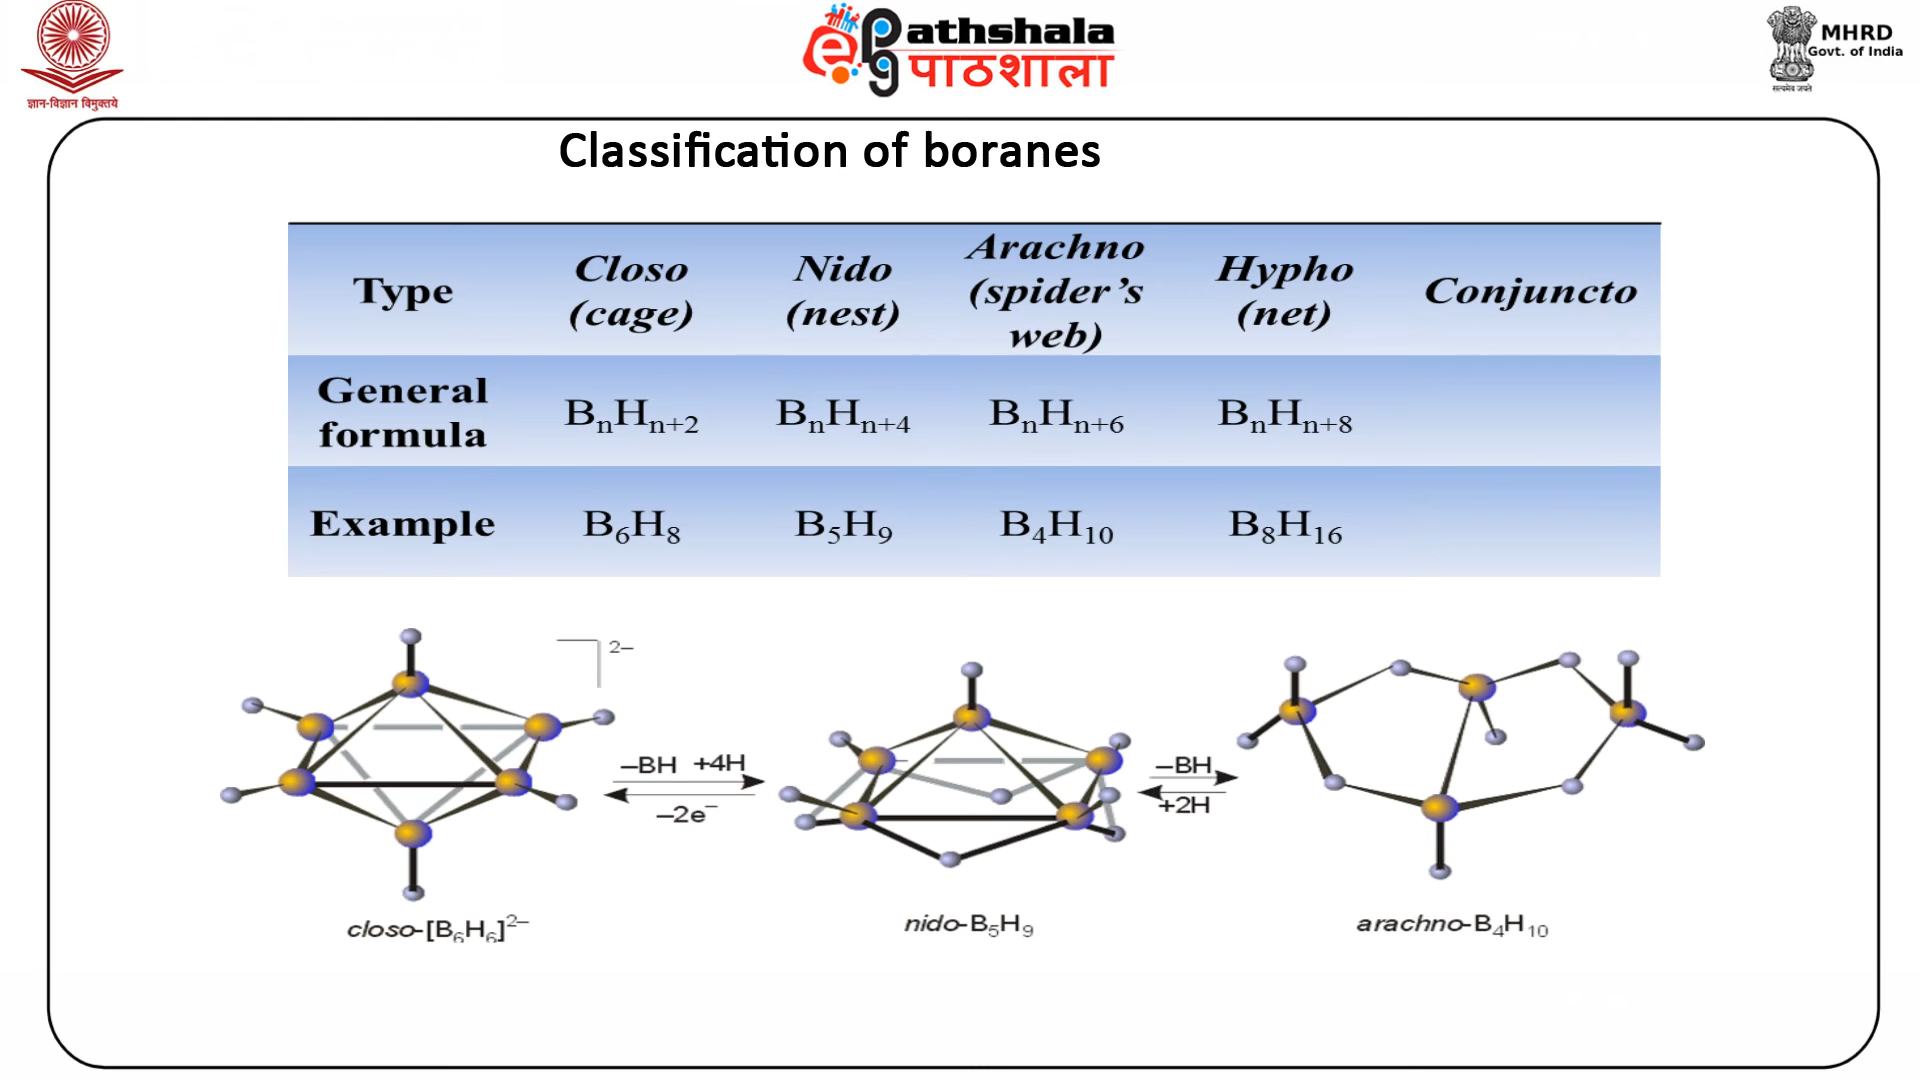 ज्ञान-विज्ञान विमुक्तये
ePg Pathshala
पाठशाला
MHRD
Govt. of India
सत्यमेव जयते
Classification of boranes
Type
Closo
(cage)
Nido
(nest)
Arachno
(spider’s
web)
Hypho
(net)
Conjuncto
General
formula
BₙHₙ₊₂
BₙHₙ₊₄
BₙHₙ₊₆
BₙHₙ₊₈
Example
B₆H₈
B₅H₉
B₄H₁₀
B₈H₁₆
2–
–BH +4H
–2e⁻
–BH
+2H
closo-[B₆H₆]²⁻
nido-B₅H₉
arachno-B₄H₁₀